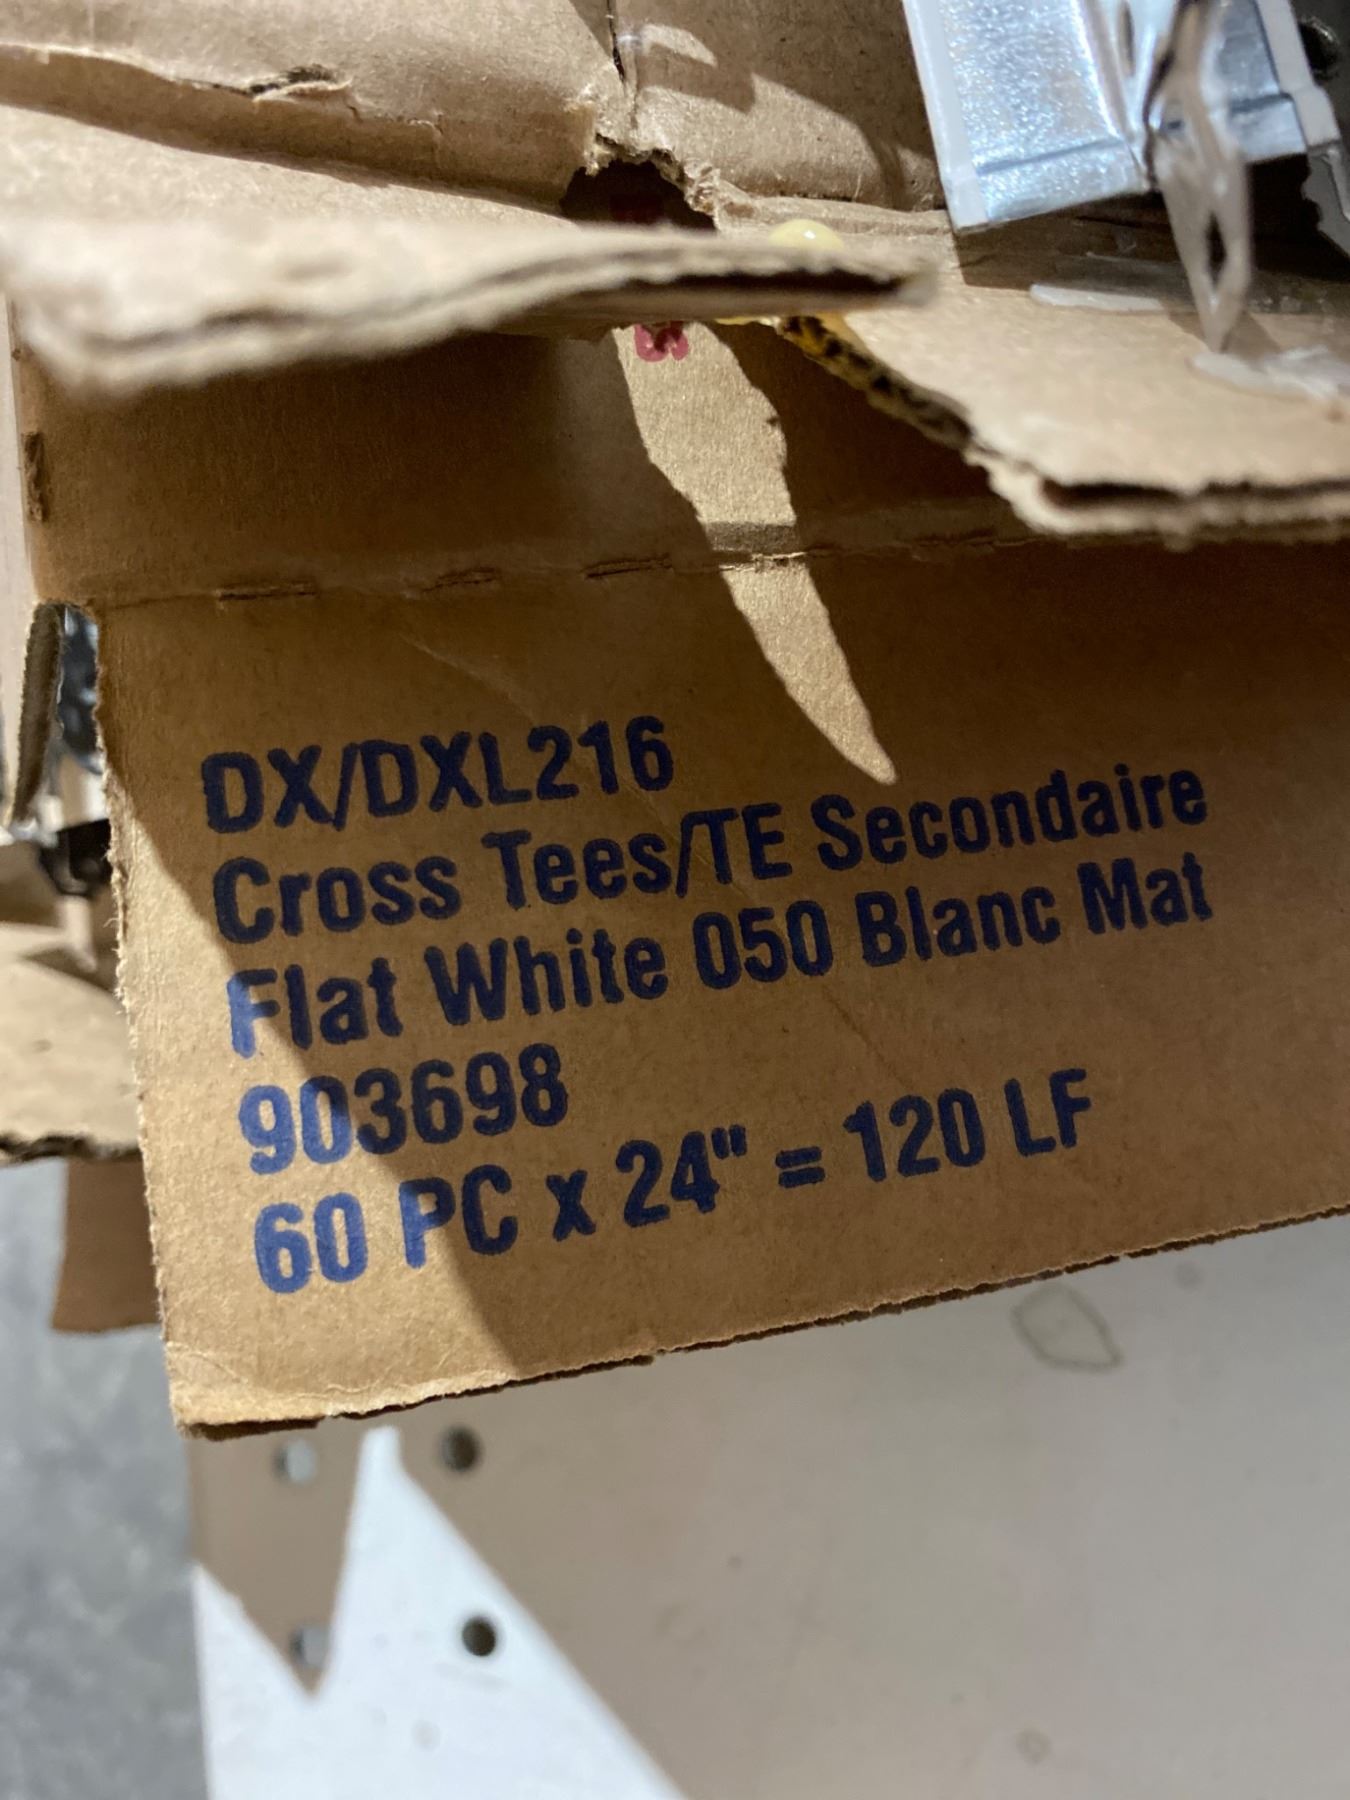 DX/DXL216
Cross Tees/TE Secondaire
Flat White 050 Blanc Mat
903698
60 PC x 24" = 120 LF